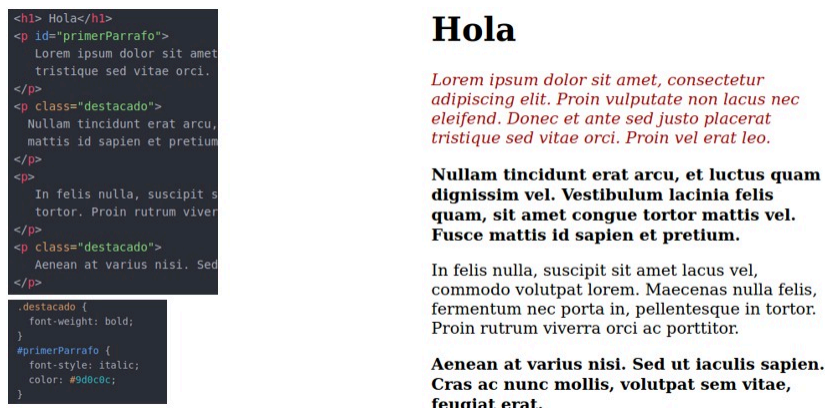 <h1> Hola</h1>
<p id="primerParrafo">
Lorem ipsum dolor sit amet
tristique sed vitae orci.
</p>
<p class="destacado">
Nullam tincidunt erat arcu,
mattis id sapien et pretium
</p>
<p>
In felis nulla, suscipit s
tortor. Proin rutrum viver
</p>
<p class="destacado">
Aenean at varius nisi. Sed
</p>
.destacado {
font-weight: bold;
}
#primerParrafo {
font-style: italic;
color: #9d0c0c;
}
Hola
Lorem ipsum dolor sit amet, consectetur
adipiscing elit. Proin vulputate non lacus nec
eleifend. Donec et ante sed justo placerat
tristique sed vitae orci. Proin vel erat leo.
Nullam tincidunt erat arcu, et luctus quam
dignissim vel. Vestibulum lacinia felis
quam, sit amet congue tortor mattis vel.
Fusce mattis id sapien et pretium.
In felis nulla, suscipit sit amet lacus vel,
commodo volutpat lorem. Maecenas nulla felis,
fermentum nec porta in, pellentesque in tortor.
Proin rutrum viverra orci ac porttitor.
Aenean at varius nisi. Sed ut iaculis sapien.
Cras ac nunc mollis, volutpat sem vitae,
feugiat erat.